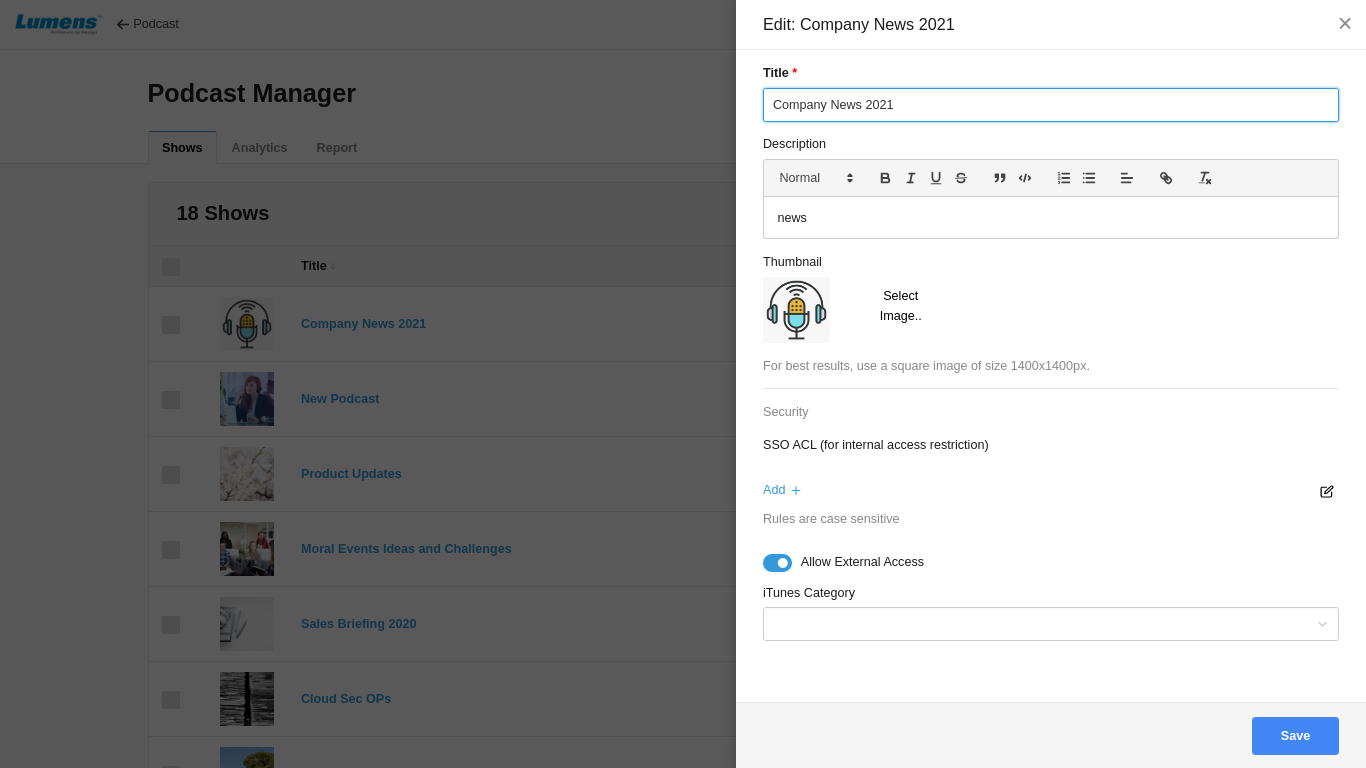 Lumens
Podcast
Podcast Manager
Shows
Analytics
Report
18 Shows
Title
Company News 2021
New Podcast
Product Updates
Moral Events Ideas and Challenges
Sales Briefing 2020
Cloud Sec OPs
Edit: Company News 2021
Title *
Company News 2021
Description
Normal
news
Thumbnail
Select
Image..
For best results, use a square image of size 1400x1400px.
Security
SSO ACL (for internal access restriction)
Add +
Rules are case sensitive
Allow External Access
iTunes Category
Save